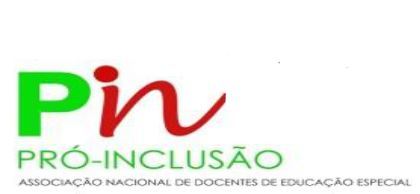 Pin
PRÓ-INCLUSÃO
ASSOCIAÇÃO NACIONAL DE DOCENTES DE EDUCAÇÃO ESPECIAL